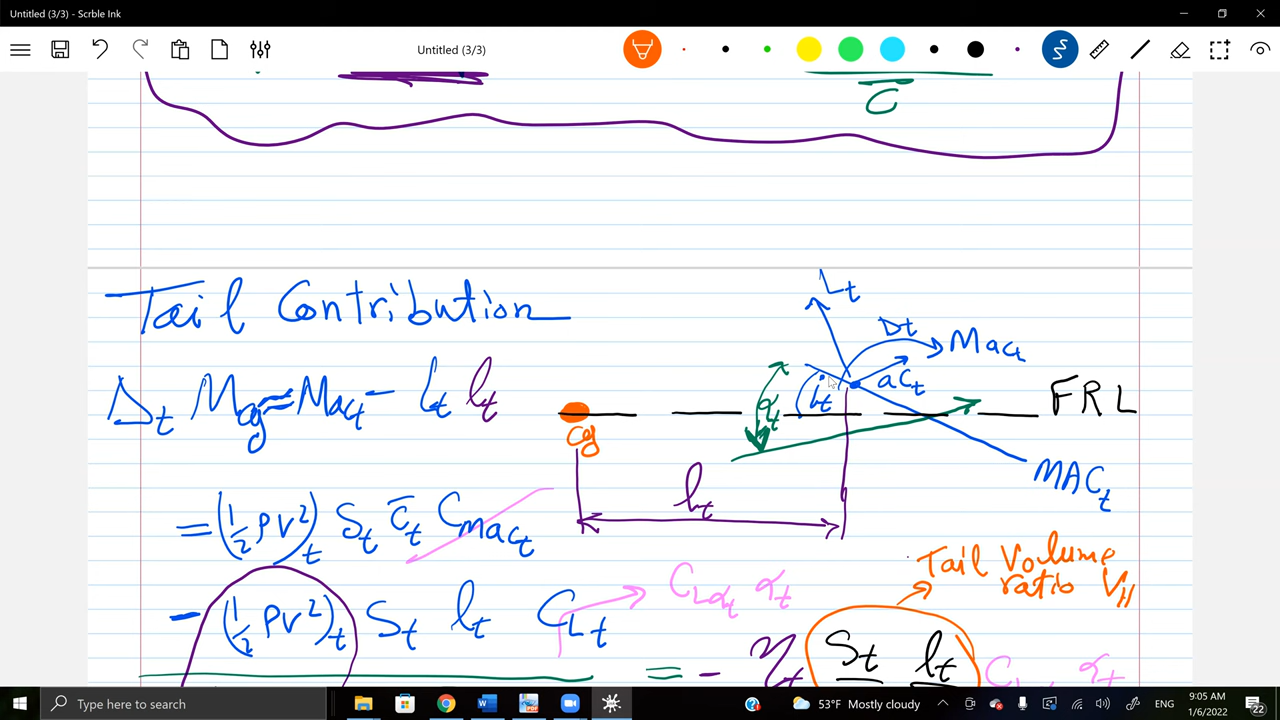 Untitled (3/3) - Scrble Ink
Untitled (3/3)
c̄
Tail Contribution
Δt Mcg ≈ Mact - Lt lt
Lt
Dt
Mact
act
it
αt
cg
FRL
MACt
lt
= (½ρV²)t St c̄t Cmact
- (½ρV²)t St lt CLt
CLαt αt
Tail Volume
ratio VH
= - ηt St lt
αt
Type here to search
53°F Mostly cloudy
ENG
9:05 AM
1/6/2022
22